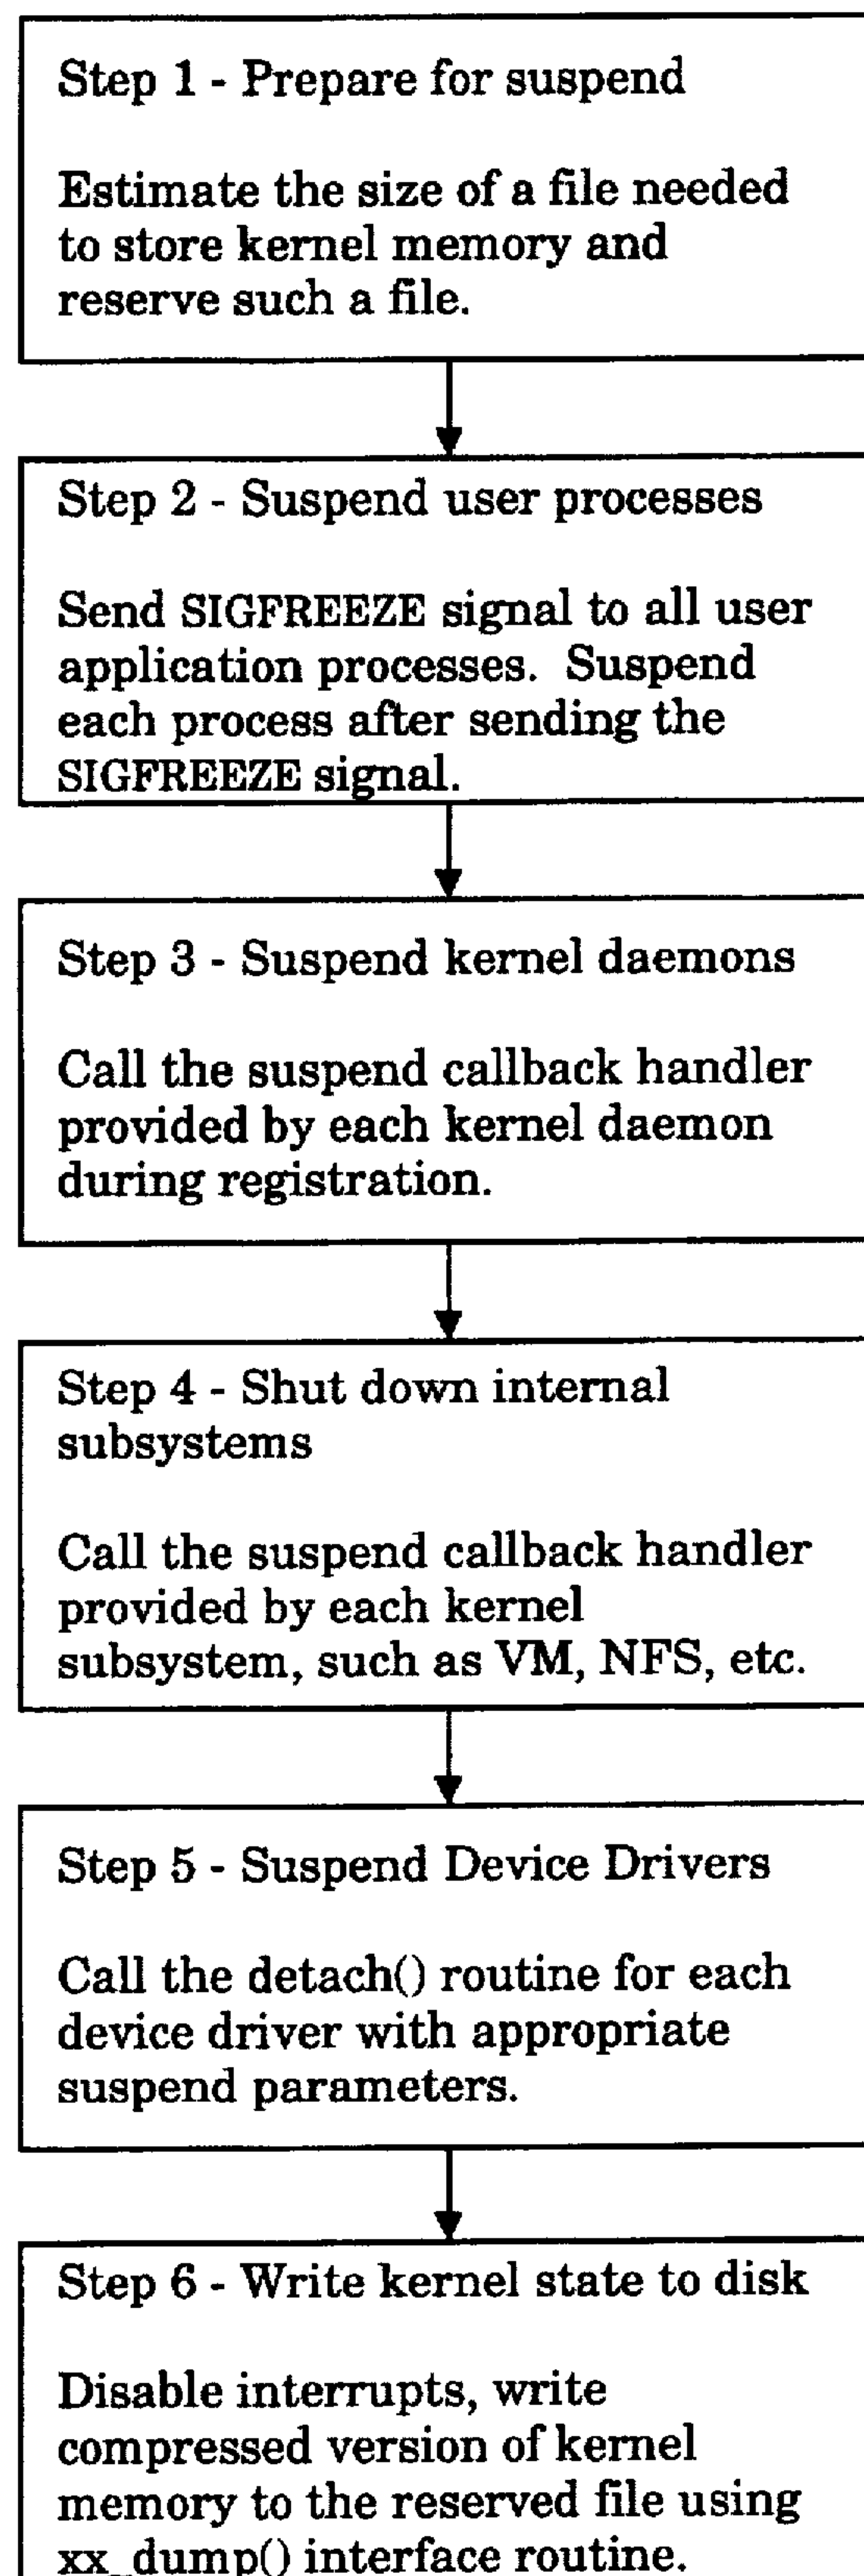 Step 1 - Prepare for suspend
Estimate the size of a file needed
to store kernel memory and
reserve such a file.
Step 2 - Suspend user processes
Send SIGFREEZE signal to all user
application processes.  Suspend
each process after sending the
SIGFREEZE signal.
Step 3 - Suspend kernel daemons
Call the suspend callback handler
provided by each kernel daemon
during registration.
Step 4 - Shut down internal
subsystems
Call the suspend callback handler
provided by each kernel
subsystem, such as VM, NFS, etc.
Step 5 - Suspend Device Drivers
Call the detach() routine for each
device driver with appropriate
suspend parameters.
Step 6 - Write kernel state to disk
Disable interrupts, write
compressed version of kernel
memory to the reserved file using
xx_dump() interface routine.